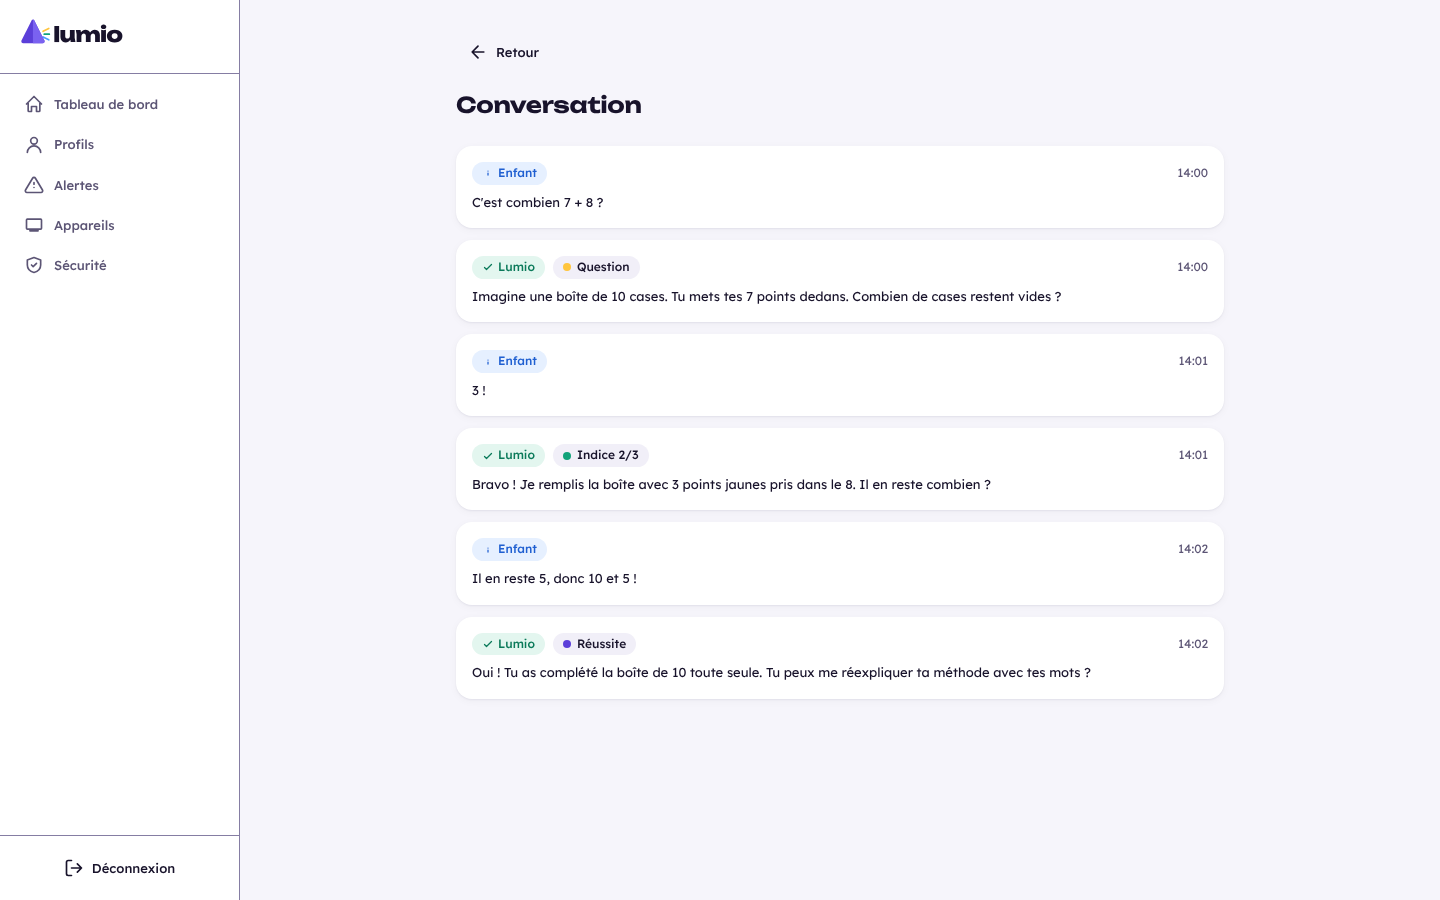 lumio
Tableau de bord
Profils
Alertes
Appareils
Sécurité
Déconnexion
Retour
Conversation
Enfant 14:00
C'est combien 7 + 8 ?
Lumio Question 14:00
Imagine une boîte de 10 cases. Tu mets tes 7 points dedans. Combien de cases restent vides ?
Enfant 14:01
3 !
Lumio Indice 2/3 14:01
Bravo ! Je remplis la boîte avec 3 points jaunes pris dans le 8. Il en reste combien ?
Enfant 14:02
Il en reste 5, donc 10 et 5 !
Lumio Réussite 14:02
Oui ! Tu as complété la boîte de 10 toute seule. Tu peux me réexpliquer ta méthode avec tes mots ?